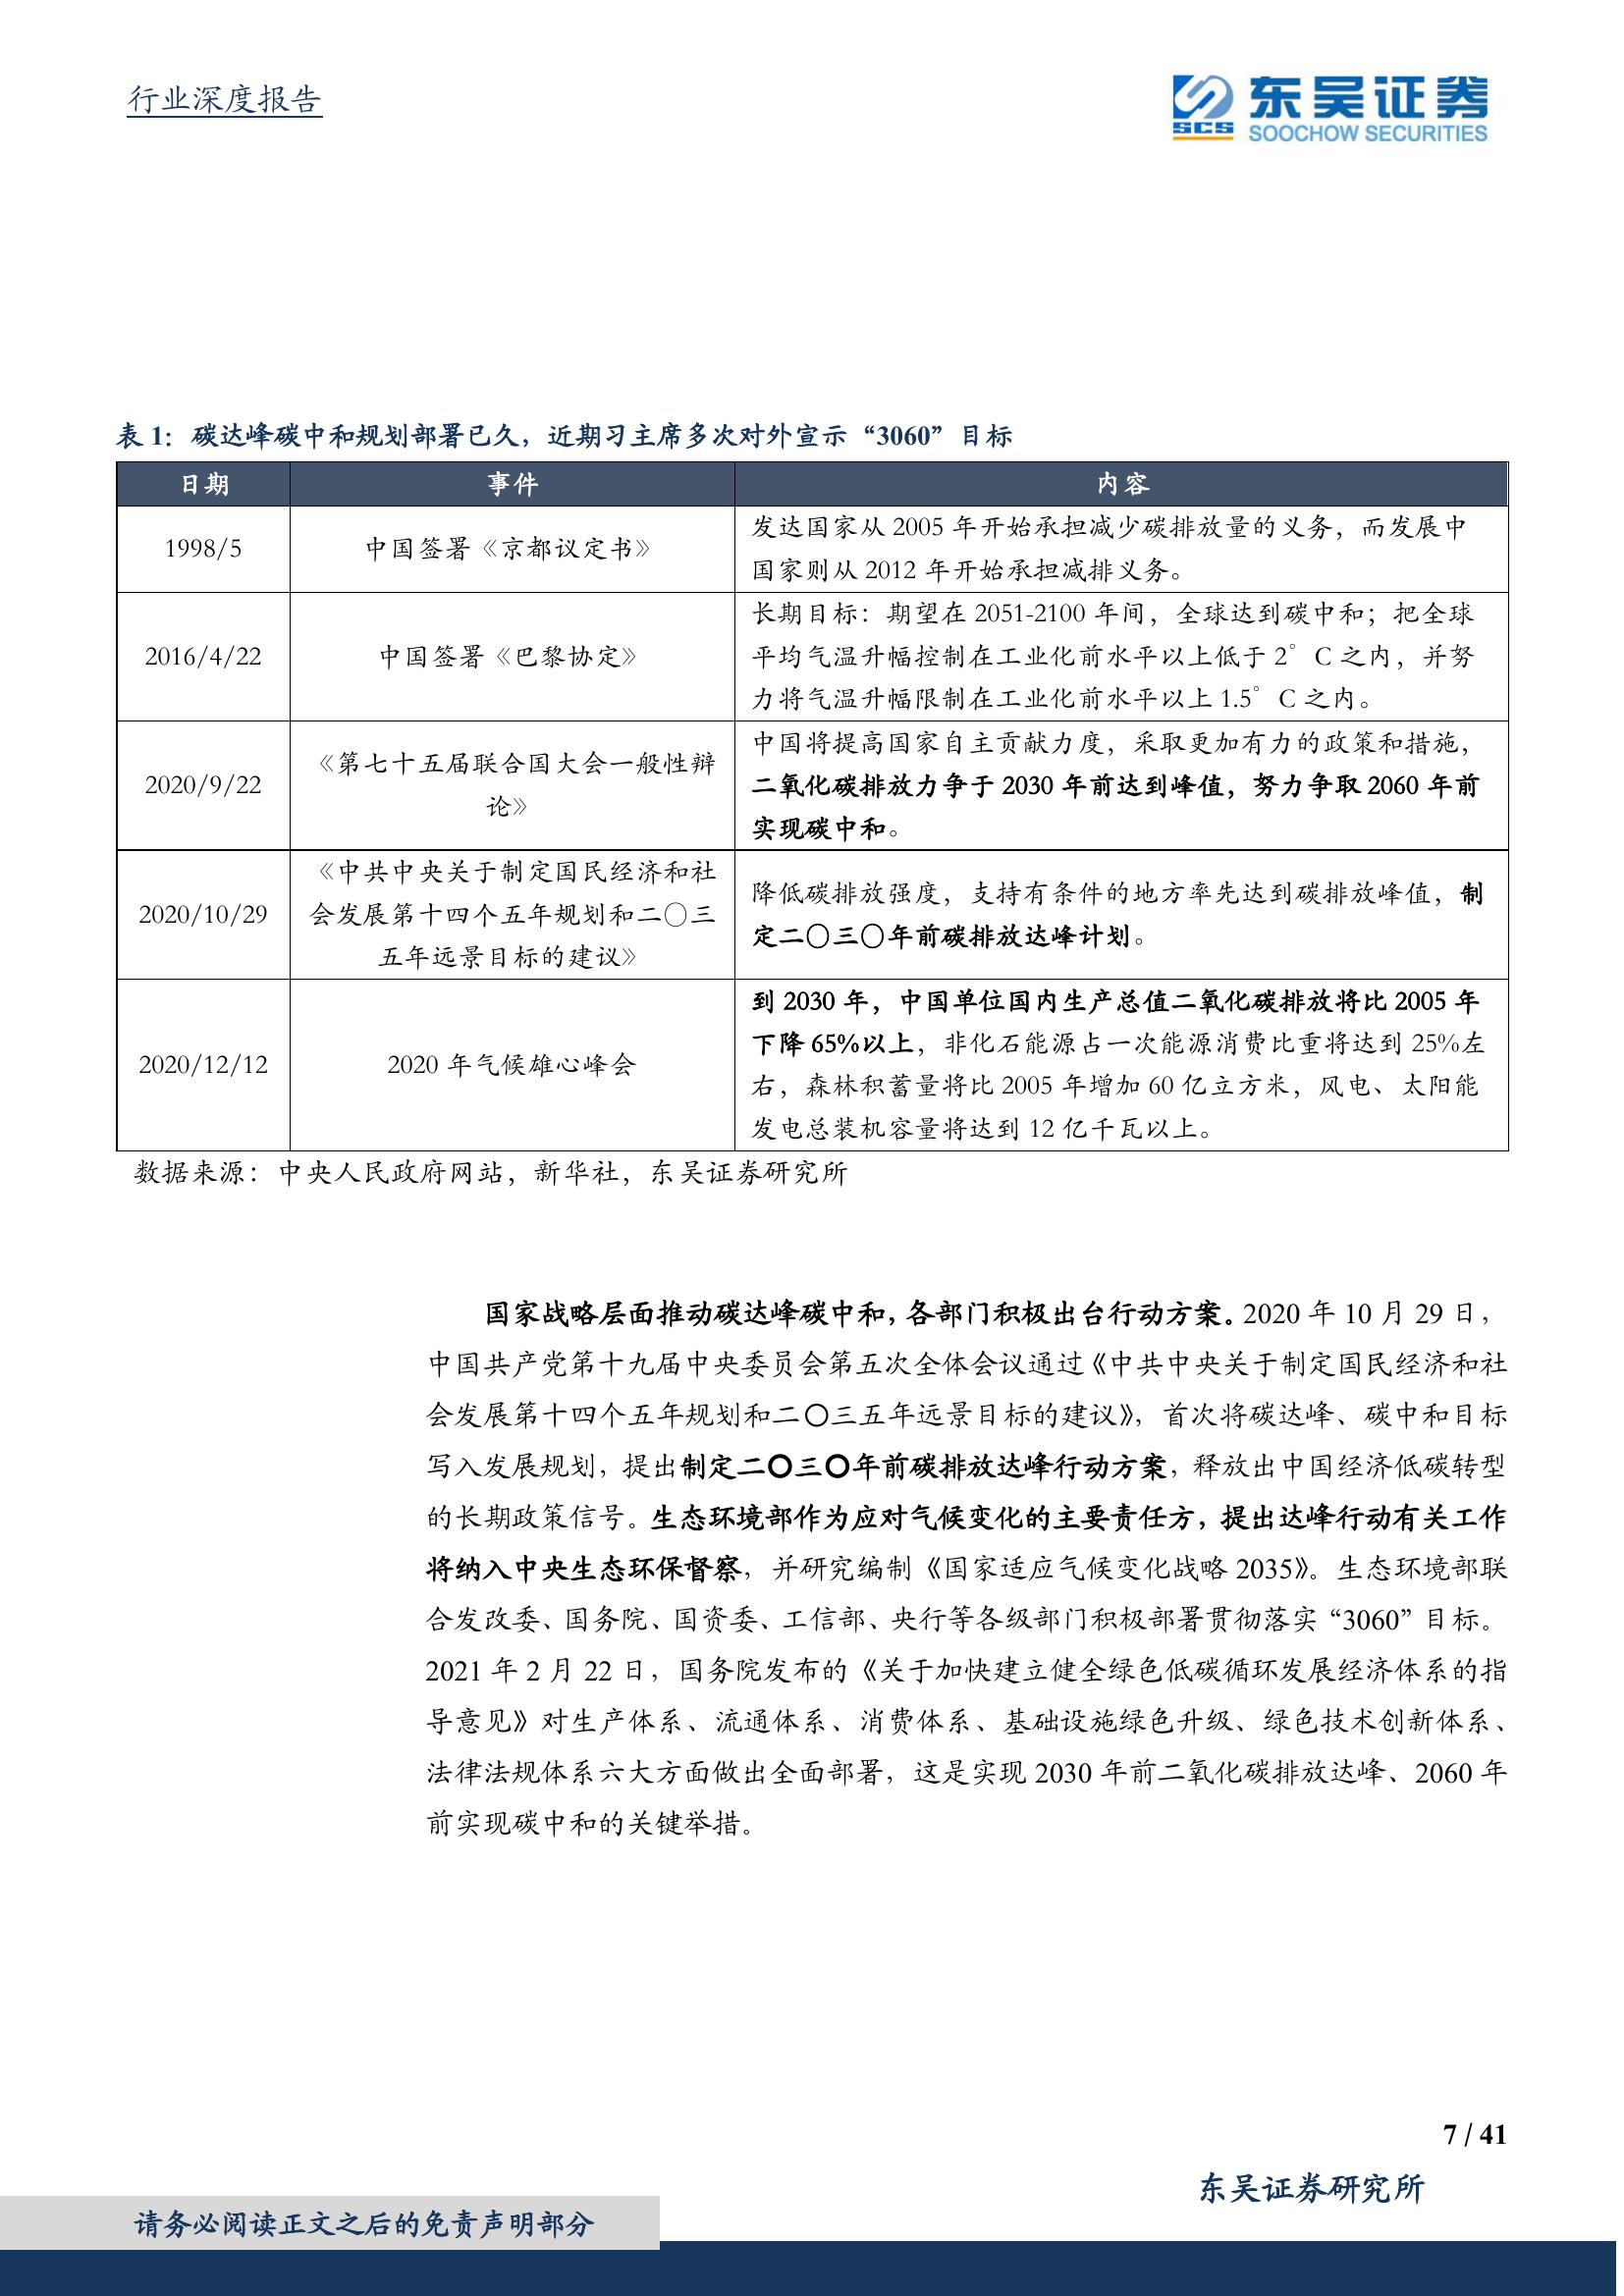 行业深度报告
东吴证券
SCS
SOOCHOW SECURITIES
表 1：碳达峰碳中和规划部署已久，近期习主席多次对外宣示“3060”目标
日期
事件
内容
1998/5
中国签署《京都议定书》
发达国家从 2005 年开始承担减少碳排放量的义务，而发展中
国家则从 2012 年开始承担减排义务。
2016/4/22
中国签署《巴黎协定》
长期目标：期望在 2051-2100 年间，全球达到碳中和；把全球
平均气温升幅控制在工业化前水平以上低于 2°C 之内，并努
力将气温升幅限制在工业化前水平以上 1.5°C 之内。
2020/9/22
《第七十五届联合国大会一般性辩
论》
中国将提高国家自主贡献力度，采取更加有力的政策和措施，
二氧化碳排放力争于 2030 年前达到峰值，努力争取 2060 年前
实现碳中和。
2020/10/29
《中共中央关于制定国民经济和社
会发展第十四个五年规划和二〇三
五年远景目标的建议》
降低碳排放强度，支持有条件的地方率先达到碳排放峰值，制
定二〇三〇年前碳排放达峰计划。
2020/12/12
2020 年气候雄心峰会
到 2030 年，中国单位国内生产总值二氧化碳排放将比 2005 年
下降 65%以上，非化石能源占一次能源消费比重将达到 25%左
右，森林积蓄量将比 2005 年增加 60 亿立方米，风电、太阳能
发电总装机容量将达到 12 亿千瓦以上。
数据来源：中央人民政府网站，新华社，东吴证券研究所
国家战略层面推动碳达峰碳中和，各部门积极出台行动方案。2020 年 10 月 29 日，
中国共产党第十九届中央委员会第五次全体会议通过《中共中央关于制定国民经济和社
会发展第十四个五年规划和二〇三五年远景目标的建议》，首次将碳达峰、碳中和目标
写入发展规划，提出制定二〇三〇年前碳排放达峰行动方案，释放出中国经济低碳转型
的长期政策信号。生态环境部作为应对气候变化的主要责任方，提出达峰行动有关工作
将纳入中央生态环保督察，并研究编制《国家适应气候变化战略 2035》。生态环境部联
合发改委、国务院、国资委、工信部、央行等各级部门积极部署贯彻落实“3060”目标。
2021 年 2 月 22 日，国务院发布的《关于加快建立健全绿色低碳循环发展经济体系的指
导意见》对生产体系、流通体系、消费体系、基础设施绿色升级、绿色技术创新体系、
法律法规体系六大方面做出全面部署，这是实现 2030 年前二氧化碳排放达峰、2060 年
前实现碳中和的关键举措。
7 / 41
东吴证券研究所
请务必阅读正文之后的免责声明部分